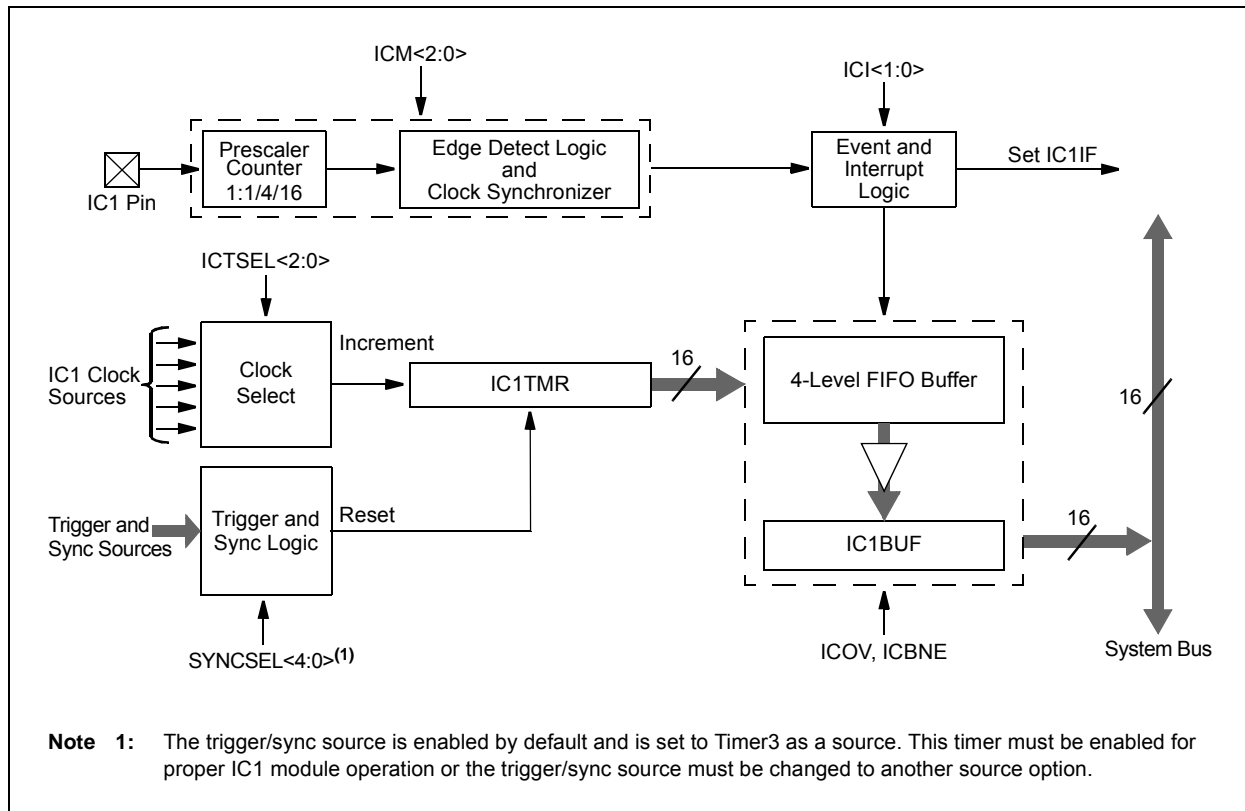 ICM<2:0>
ICI<1:0>
Prescaler
Counter
1:1/4/16
Edge Detect Logic
and
Clock Synchronizer
Event and
Interrupt
Logic
Set IC1IF
IC1 Pin
ICTSEL<2:0>
IC1 Clock
Sources
Clock
Select
Increment
IC1TMR
16
4-Level FIFO Buffer
16
Trigger and
Sync Sources
Trigger and
Sync Logic
Reset
IC1BUF
16
SYNCSEL<4:0>(1)
ICOV, ICBNE
System Bus
Note 1: The trigger/sync source is enabled by default and is set to Timer3 as a source. This timer must be enabled for
proper IC1 module operation or the trigger/sync source must be changed to another source option.